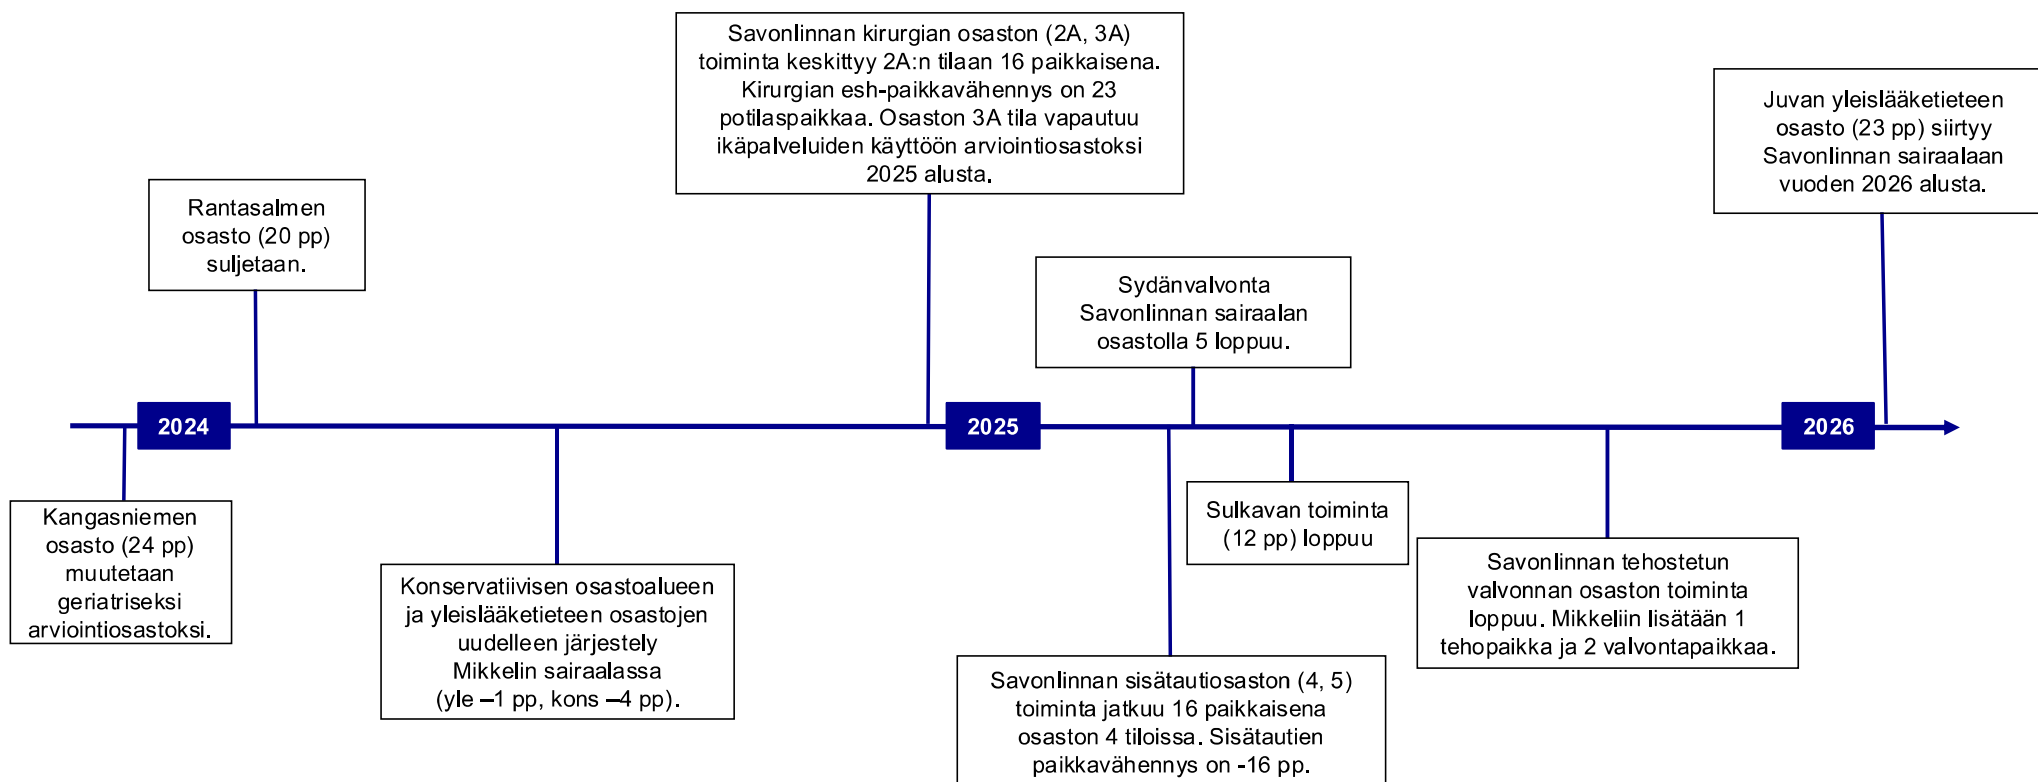 Savonlinnan kirurgian osaston (2A, 3A)
toiminta keskittyy 2A:n tilaan 16 paikkaisena.
Kirurgian esh-paikkavähennys on 23
potilaspaikkaa. Osaston 3A tila vapautuu
ikäpalveluiden käyttöön arviointiosastoksi
2025 alusta.
Juvan yleislääketieteen
osasto (23 pp) siirtyy
Savonlinnan sairaalaan
vuoden 2026 alusta.
Rantasalmen
osasto (20 pp)
suljetaan.
Sydänvalvonta
Savonlinnan sairaalan
osastolla 5 loppuu.
2024
2025
2026
Kangasniemen
osasto (24 pp)
muutetaan
geriatriseksi
arviointiosastoksi.
Konservatiivisen osastoalueen
ja yleislääketieteen osastojen
uudelleen järjestely
Mikkelin sairaalassa
(yle –1 pp, kons –4 pp).
Savonlinnan sisätautiosaston (4, 5)
toiminta jatkuu 16 paikkaisena
osaston 4 tiloissa. Sisätautien
paikkavähennys on -16 pp.
Sulkavan toiminta
(12 pp) loppuu
Savonlinnan tehostetun
valvonnan osaston toiminta
loppuu. Mikkeliin lisätään 1
tehopaikka ja 2 valvontapaikkaa.